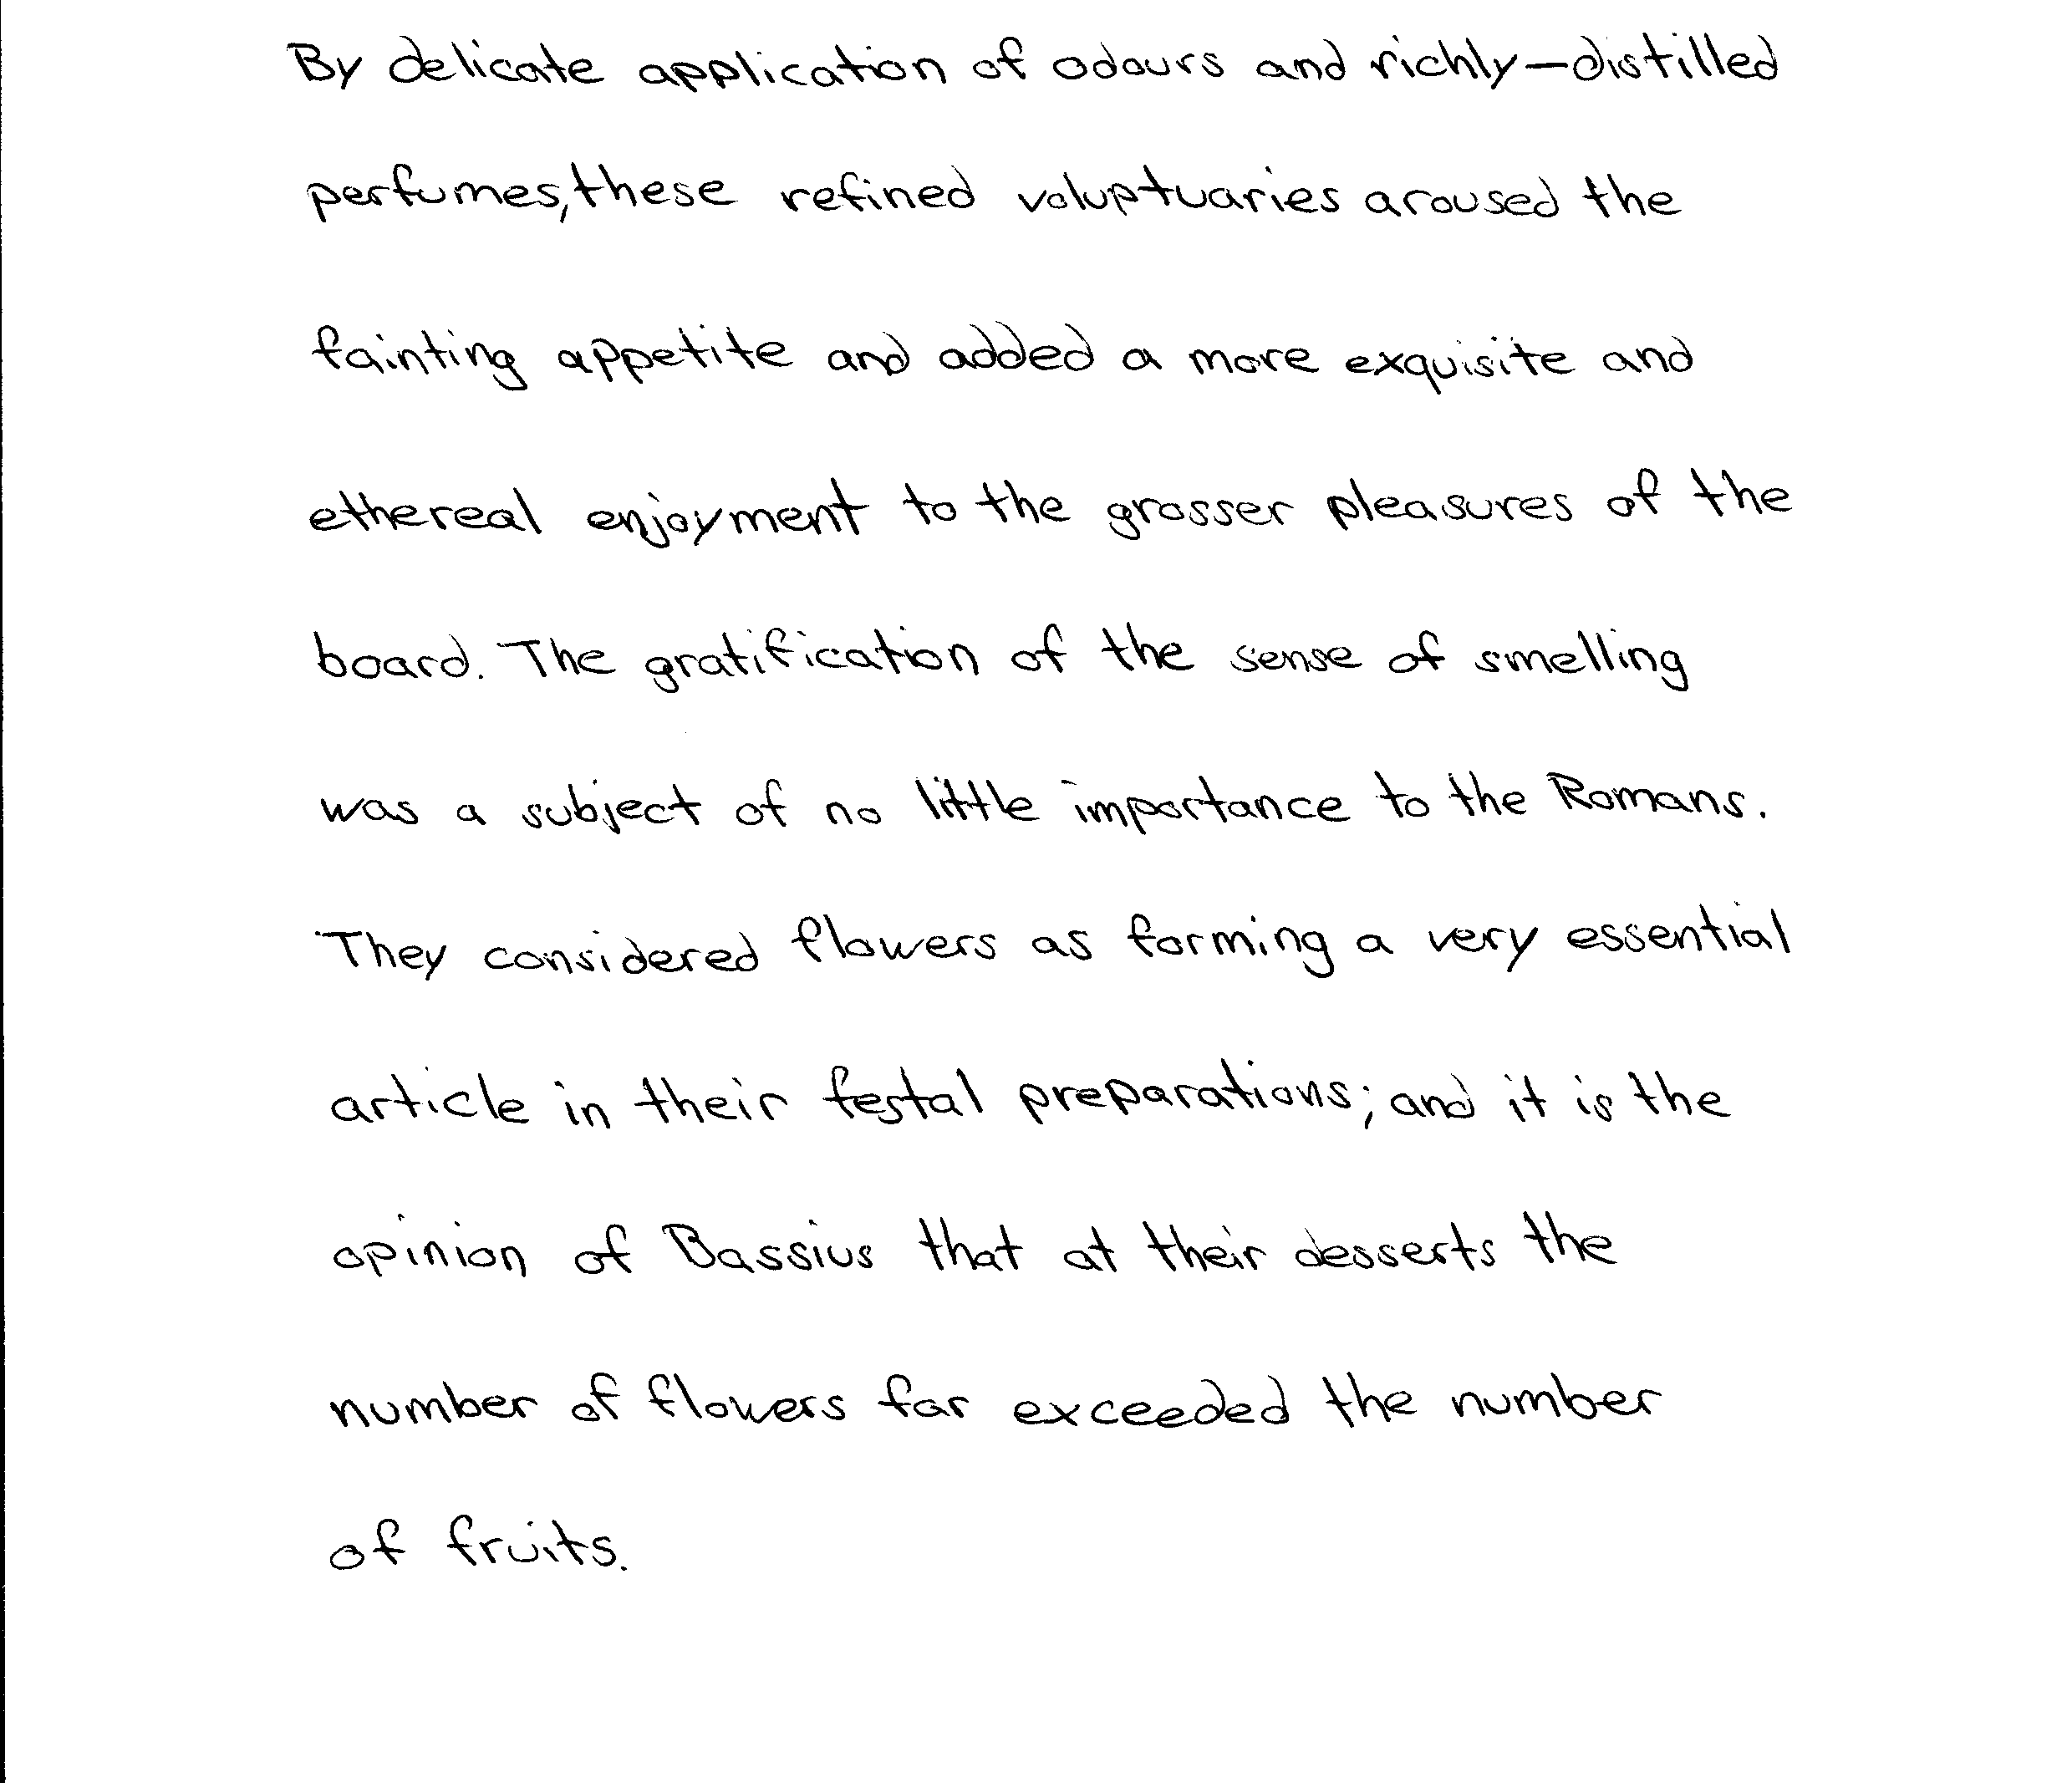 By delicate application of odours and richly-distilled
perfumes, these refined voluptuaries aroused the
fainting appetite and added a more exquisite and
ethereal enjoyment to the grosser pleasures of the
board. The gratification of the sense of smelling
was a subject of no little importance to the Romans.
They considered flowers as forming a very essential
article in their festal preparations; and it is the
opinion of Bassius that at their desserts the
number of flowers far exceeded the number
of fruits.